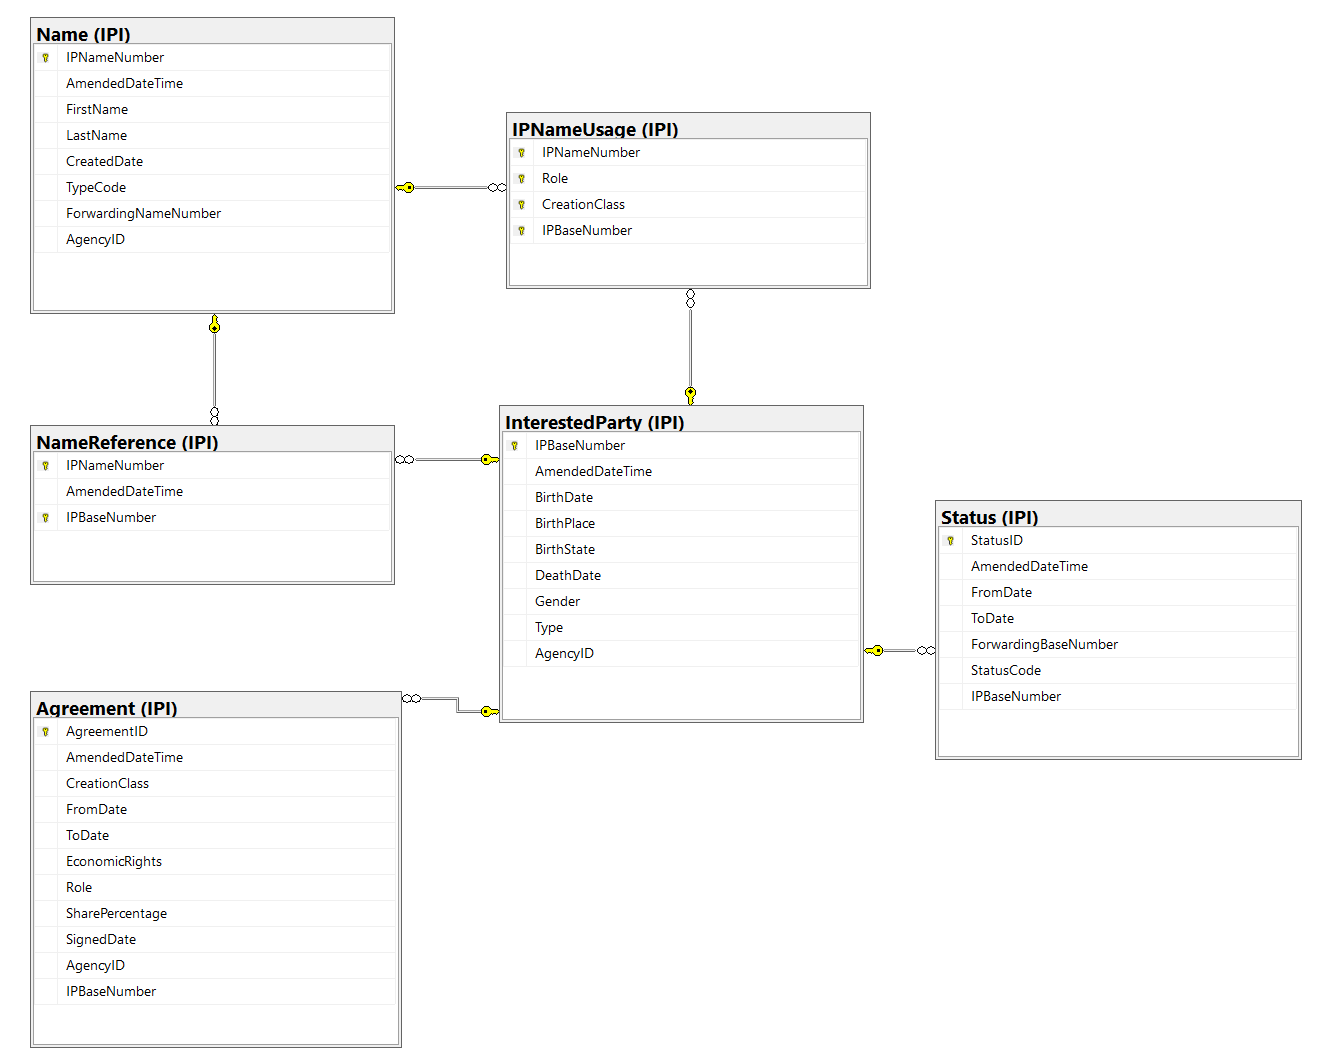 Name (IPI)
IPNameNumber
AmendedDateTime
FirstName
LastName
CreatedDate
TypeCode
ForwardingNameNumber
AgencyID
IPNameUsage (IPI)
IPNameNumber
Role
CreationClass
IPBaseNumber
NameReference (IPI)
IPNameNumber
AmendedDateTime
IPBaseNumber
InterestedParty (IPI)
IPBaseNumber
AmendedDateTime
BirthDate
BirthPlace
BirthState
DeathDate
Gender
Type
AgencyID
Status (IPI)
StatusID
AmendedDateTime
FromDate
ToDate
ForwardingBaseNumber
StatusCode
IPBaseNumber
Agreement (IPI)
AgreementID
AmendedDateTime
CreationClass
FromDate
ToDate
EconomicRights
Role
SharePercentage
SignedDate
AgencyID
IPBaseNumber